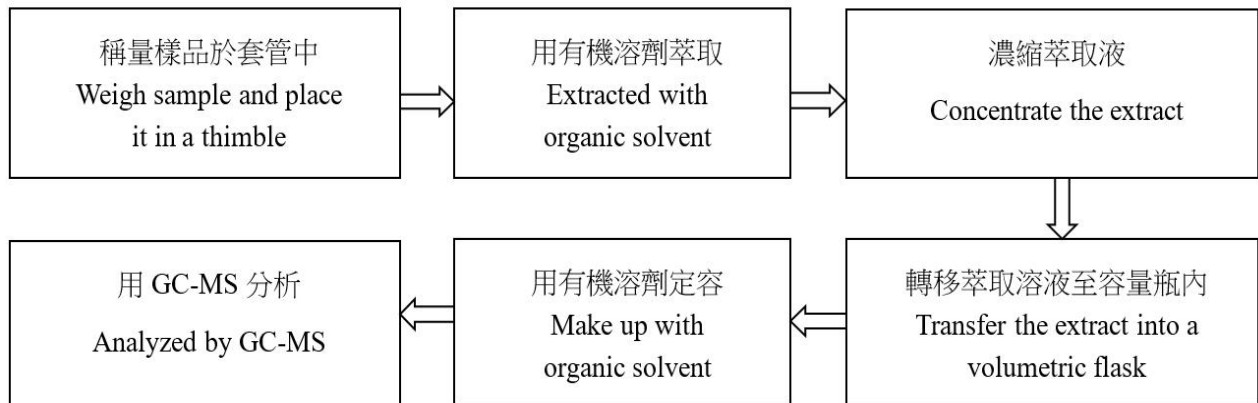 稱量樣品於套管中
Weigh sample and place
it in a thimble
用有機溶劑萃取
Extracted with
organic solvent
濃縮萃取液
Concentrate the extract
轉移萃取溶液至容量瓶內
Transfer the extract into a
volumetric flask
用有機溶劑定容
Make up with
organic solvent
用 GC-MS 分析
Analyzed by GC-MS